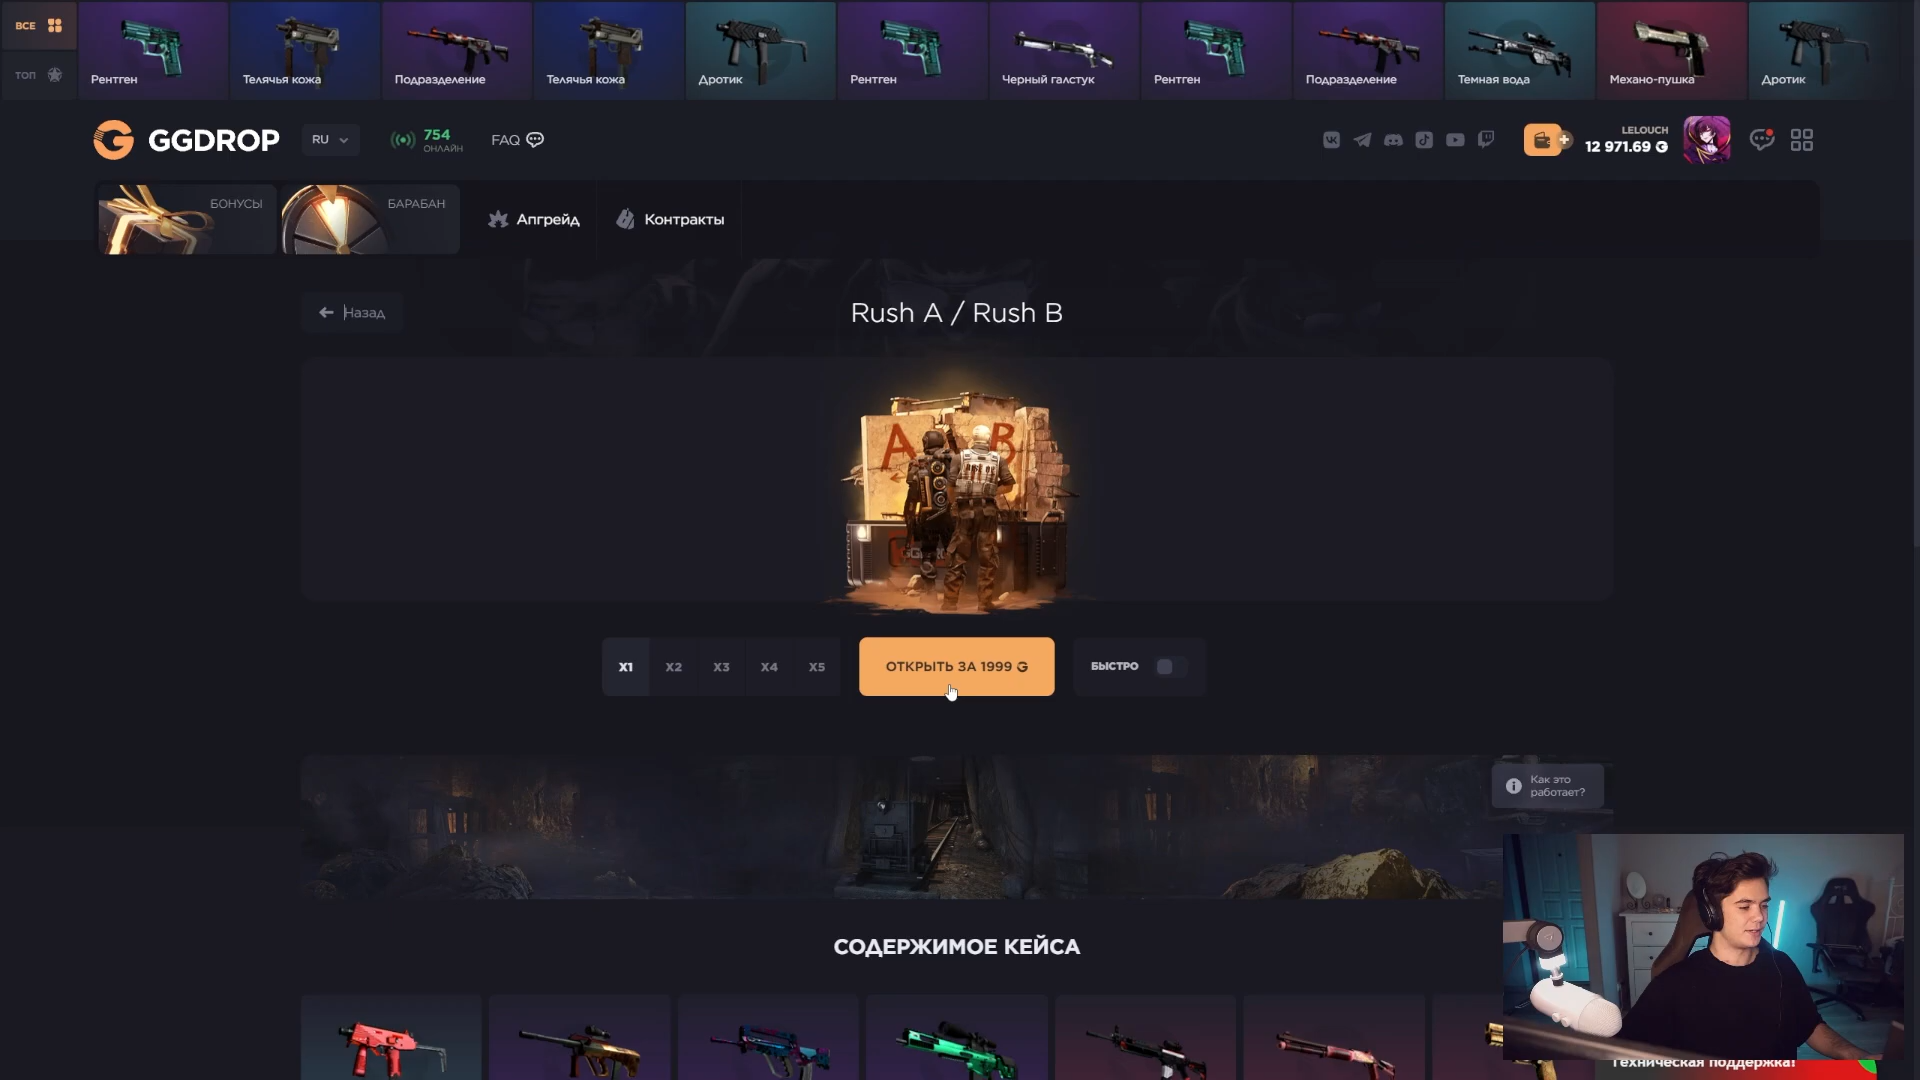 ВСЕ
ТОП
Рентген
Телячья кожа
Подразделение
Телячья кожа
Дротик
Рентген
Черный галстук
Рентген
Подразделение
Темная вода
Механо-пушка
Дротик
GGDROP
RU
754
ОНЛАЙН
FAQ
LELOUCH
12 971.69
БОНУСЫ
БАРАБАН
Апгрейд
Контракты
Назад
Rush A / Rush B
A B
X1 X2 X3 X4 X5
ОТКРЫТЬ ЗА 1999
БЫСТРО
Как это
работает?
СОДЕРЖИМОЕ КЕЙСА
Техническая поддержка!